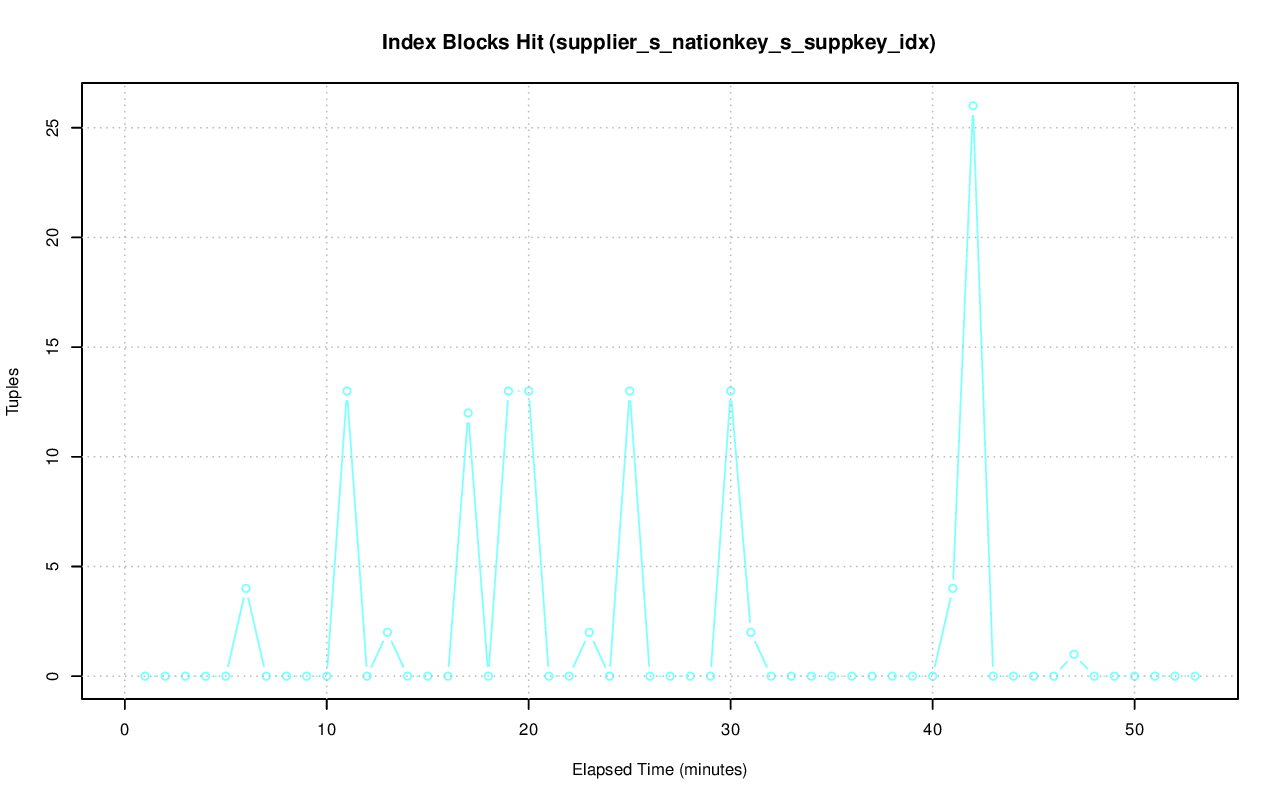 Index Blocks Hit (supplier_s_nationkey_s_suppkey_idx)
Tuples
25
20
15
10
5
0
0 10 20 30 40 50
Elapsed Time (minutes)